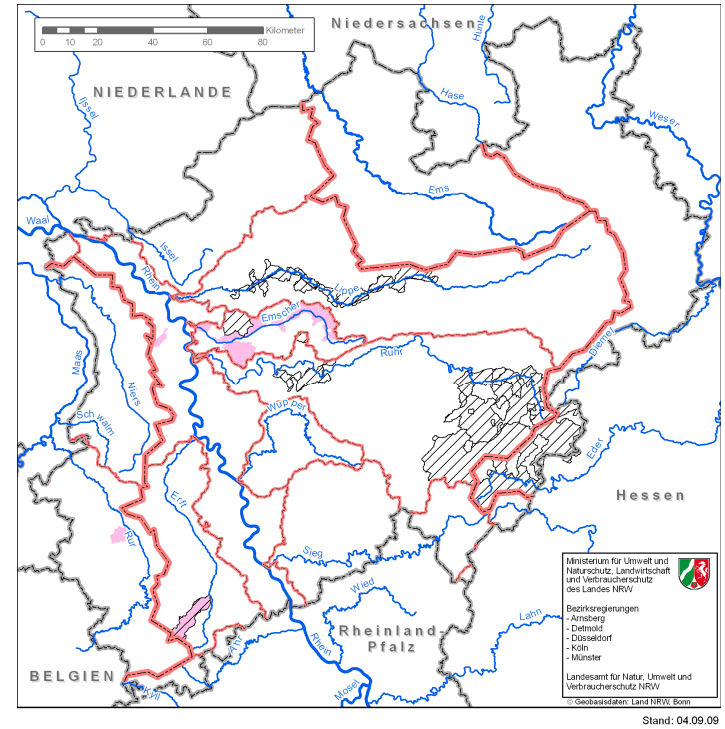 Niedersachsen
Kilometer
0 10 20 40 60 80
Hunte
NIEDERLANDE
Hase
IJssel
Weser
Ems
Waal
Issel
Rhein
Lippe
Emscher
Diemel
Ruhr
Maas
Niers
Wupper
Schwalm
Eder
Erft
Hessen
Rur
Sieg
Wied
Lahn
Rheinland-
Pfalz
Rhein
Ahr
BELGIEN
Kyll
Mosel
Ministerium für Umwelt und
Naturschutz, Landwirtschaft
und Verbraucherschutz
des Landes NRW
Bezirksregierungen
- Arnsberg
- Detmold
- Düsseldorf
- Köln
- Münster
Landesamt für Natur, Umwelt und
Verbraucherschutz NRW
© Geobasisdaten: Land NRW, Bonn
Stand: 04.09.09